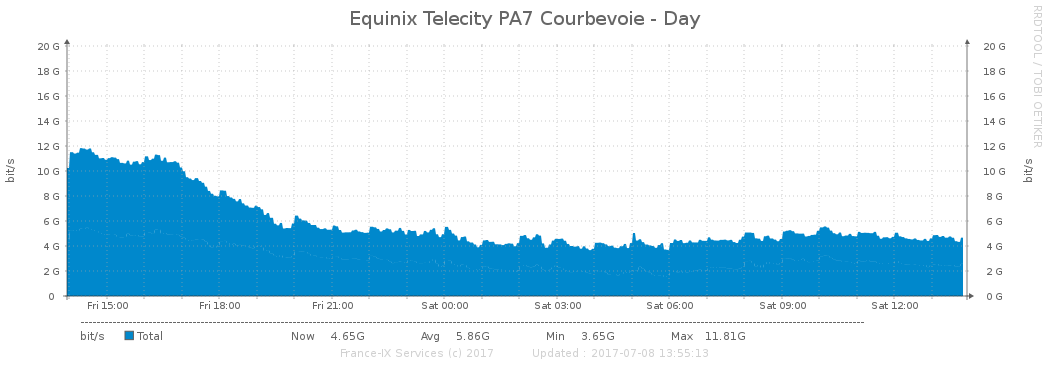 Equinix Telecity PA7 Courbevoie - Day
RRDTOOL / TOBI OETIKER
bit/s
20 G
18 G
16 G
14 G
12 G
10 G
8 G
6 G
4 G
2 G
0
20 G
18 G
16 G
14 G
12 G
10 G
8 G
6 G
4 G
2 G
0 G
bit/s
Fri 15:00 Fri 18:00 Fri 21:00 Sat 00:00 Sat 03:00 Sat 06:00 Sat 09:00 Sat 12:00
bit/s Total Now 4.65G Avg 5.86G Min 3.65G Max 11.81G
France-IX Services (c) 2017 Updated : 2017-07-08 13:55:13